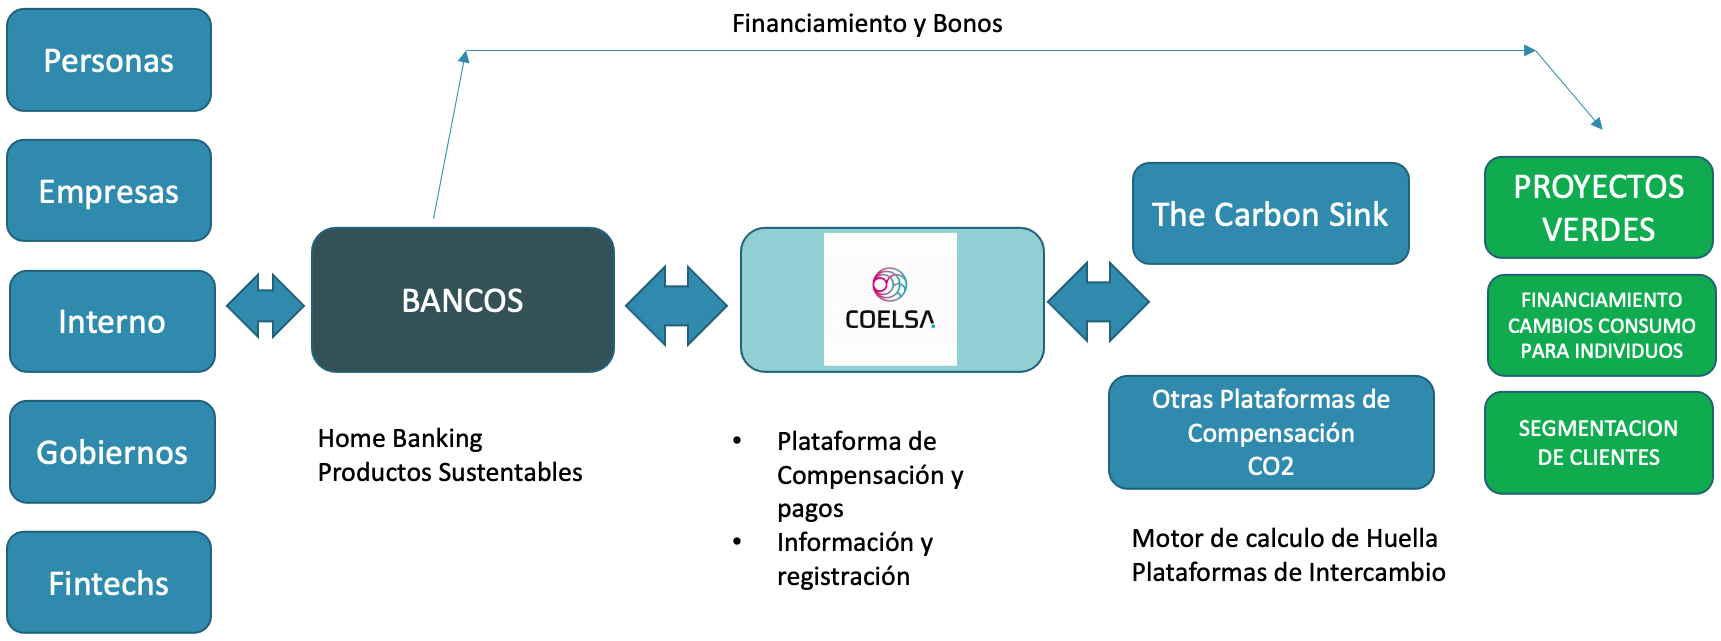 Financiamiento y Bonos
Personas
Empresas
Interno
Gobiernos
Fintechs
BANCOS
Home Banking
Productos Sustentables
COELSA
• Plataforma de
Compensación y
pagos
• Información y
registración
The Carbon Sink
Otras Plataformas de
Compensación
CO2
Motor de calculo de Huella
Plataformas de Intercambio
PROYECTOS
VERDES
FINANCIAMIENTO
CAMBIOS CONSUMO
PARA INDIVIDUOS
SEGMENTACION
DE CLIENTES